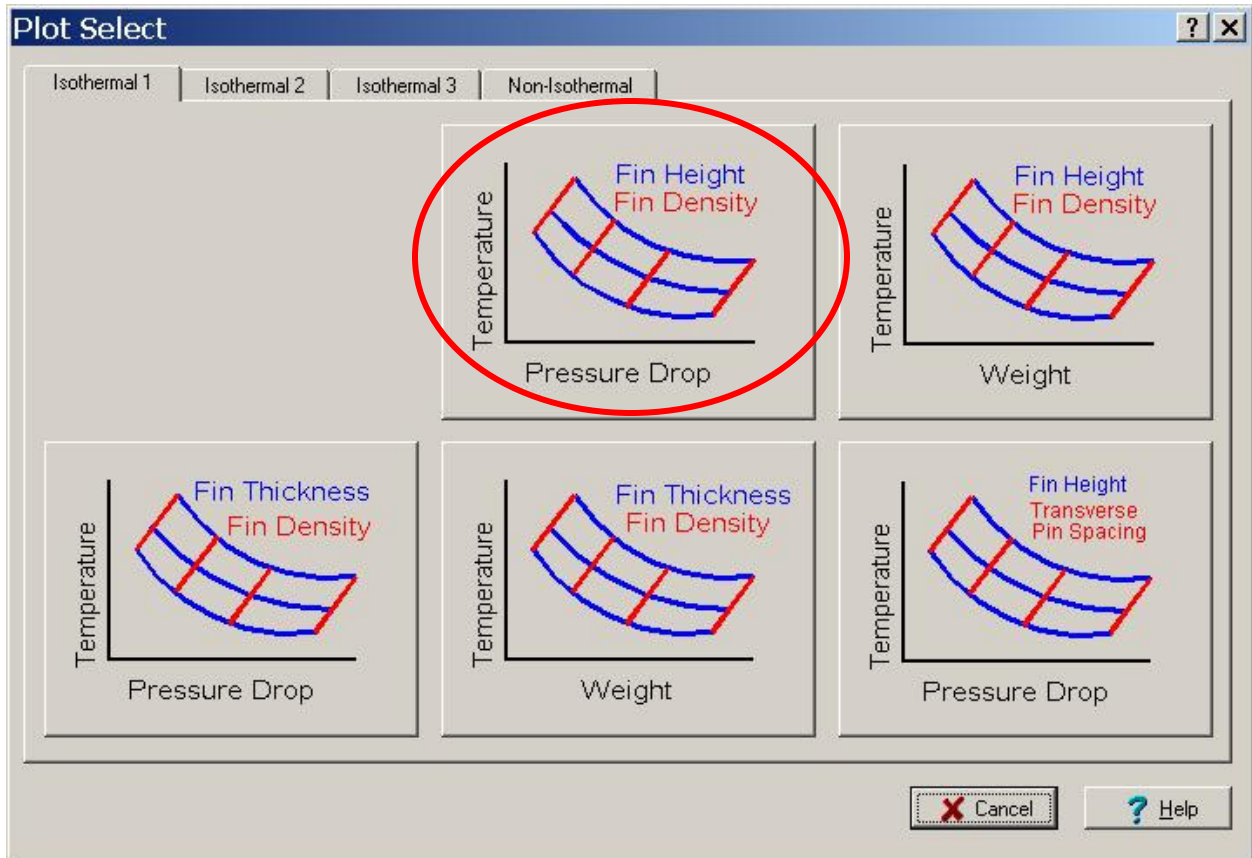 Plot Select
Isothermal 1
Isothermal 2
Isothermal 3
Non-Isothermal
Fin Height
Fin Density
Temperature
Pressure Drop
Fin Height
Fin Density
Temperature
Weight
Fin Thickness
Fin Density
Temperature
Pressure Drop
Fin Thickness
Fin Density
Temperature
Weight
Fin Height
Transverse
Pin Spacing
Temperature
Pressure Drop
Cancel
Help